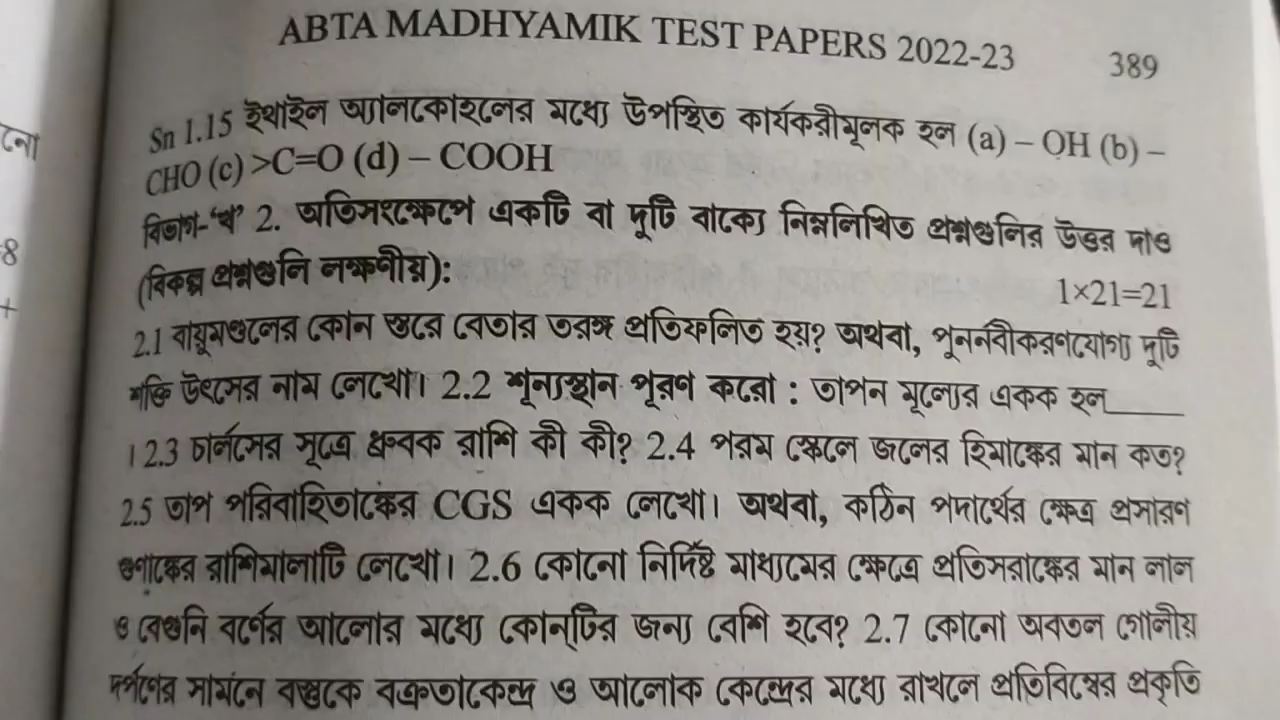 ABTA MADHYAMIK TEST PAPERS 2022-23 389
Sn 1.15 ইথাইল অ্যালকোহলের মধ্যে উপস্থিত কার্যকরীমূলক হল (a) – OH (b) –
CHO (c) >C=O (d) – COOH
বিভাগ-‘খ’ 2. অতিসংক্ষেপে একটি বা দুটি বাক্যে নিম্নলিখিত প্রশ্নগুলির উত্তর দাও
(বিকল্প প্রশ্নগুলি লক্ষণীয়): 1×21=21
2.1 বায়ুমণ্ডলের কোন স্তরে বেতার তরঙ্গ প্রতিফলিত হয়? অথবা, পুনর্নবীকরণযোগ্য দুটি
শক্তি উৎসের নাম লেখো। 2.2 শূন্যস্থান পূরণ করো : তাপন মূল্যের একক হল______
। 2.3 চার্লসের সূত্রে ধ্রুবক রাশি কী কী? 2.4 পরম স্কেলে জলের হিমাঙ্কের মান কত?
2.5 তাপ পরিবাহিতাঙ্কের CGS একক লেখো। অথবা, কঠিন পদার্থের ক্ষেত্র প্রসারণ
গুণাঙ্কের রাশিমালাটি লেখো। 2.6 কোনো নির্দিষ্ট মাধ্যমের ক্ষেত্রে প্রতিসরাঙ্কের মান লাল
ও বেগুনি বর্ণের আলোর মধ্যে কোন্‌টির জন্য বেশি হবে? 2.7 কোনো অবতল গোলীয়
দর্পণের সামনে বস্তুকে বক্রতাকেন্দ্র ও আলোক কেন্দ্রের মধ্যে রাখলে প্রতিবিম্বের প্রকৃতি